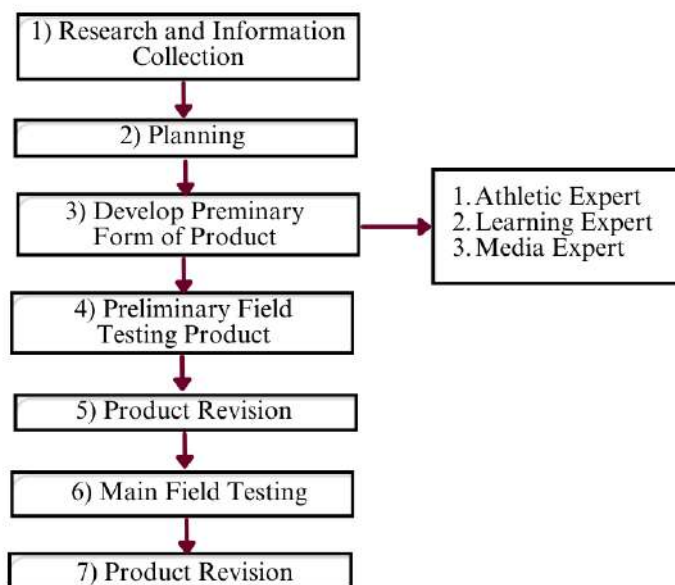 1) Research and Information
Collection
2) Planning
3) Develop Preminary
Form of Product
1. Athletic Expert
2. Learning Expert
3. Media Expert
4) Preliminary Field
Testing Product
5) Product Revision
6) Main Field Testing
7) Product Revision